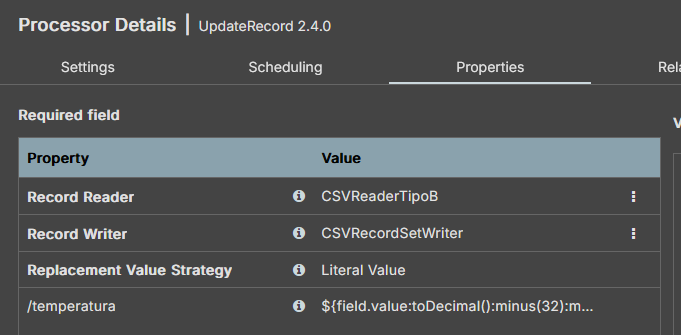 Processor Details | UpdateRecord 2.4.0
Settings Scheduling Properties Rela
Required field
Property Value
Record Reader CSVReaderTipoB
Record Writer CSVRecordSetWriter
Replacement Value Strategy Literal Value
/temperatura ${field.value:toDecimal():minus(32):m...